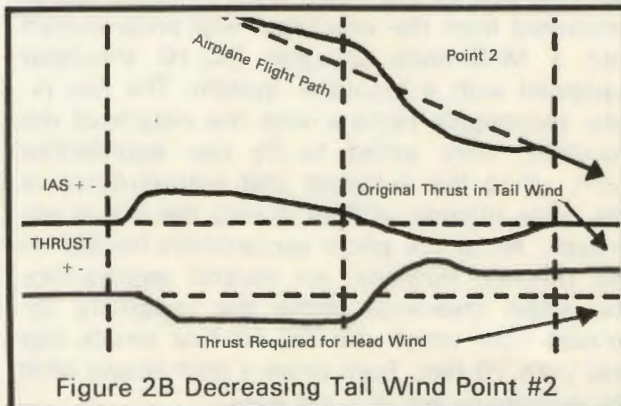 Airplane Flight Path
Point 2
IAS + -
Original Thrust in Tail Wind
THRUST
+ -
Thrust Required for Head Wind
Figure 2B Decreasing Tail Wind Point #2